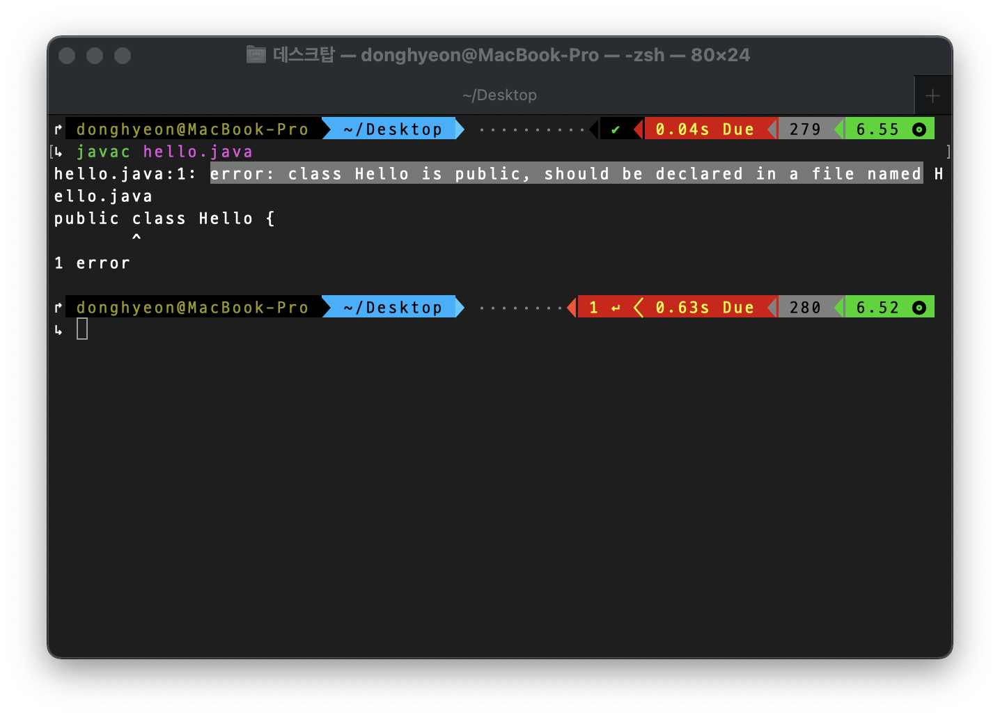 데스크탑 — donghyeon@MacBook-Pro — -zsh — 80×24
~/Desktop
↱ donghyeon@MacBook-Pro ~/Desktop ·········· ✔ 0.04s Due 279 6.55
↳ javac hello.java
hello.java:1: error: class Hello is public, should be declared in a file named H
ello.java
public class Hello {
^
1 error
↱ donghyeon@MacBook-Pro ~/Desktop ········ 1 ↵ 0.63s Due 280 6.52
↳